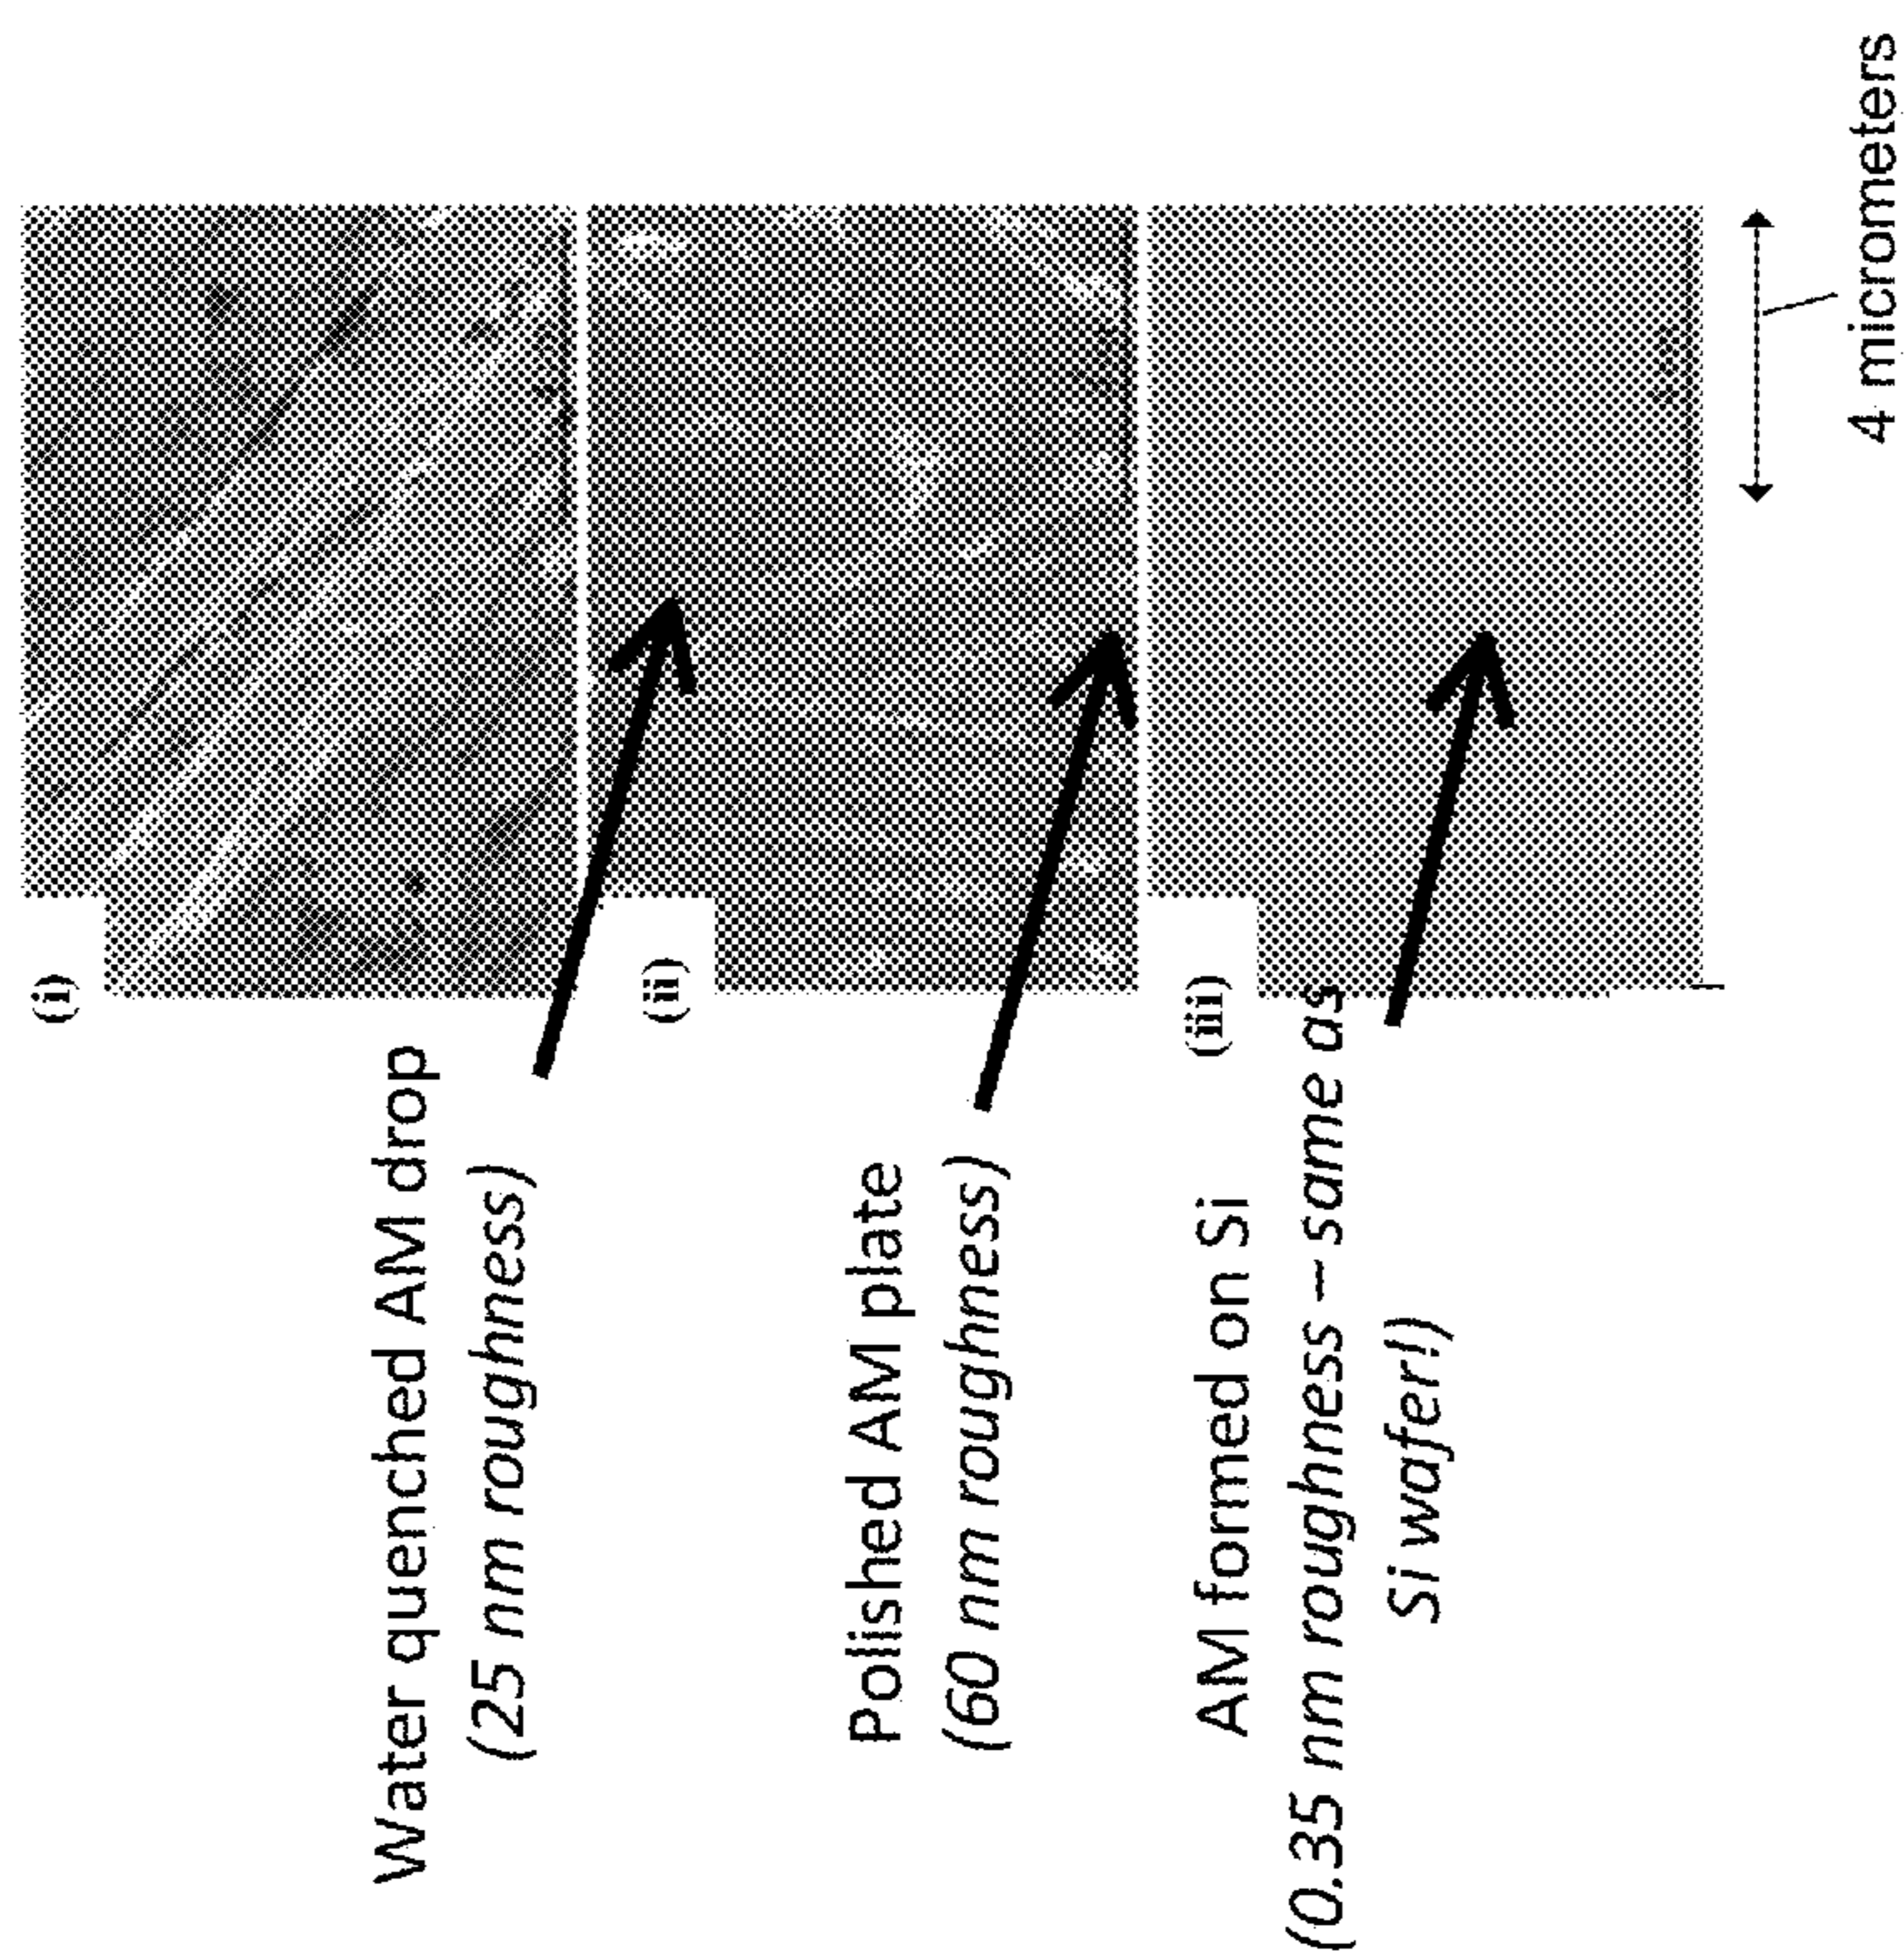 (i)
Water quenched AM drop
(25 nm roughness)
(ii)
Polished AM plate
(60 nm roughness)
(iii)
AM formed on Si
(0.35 nm roughness – same as
Si wafer!)
4 micrometers